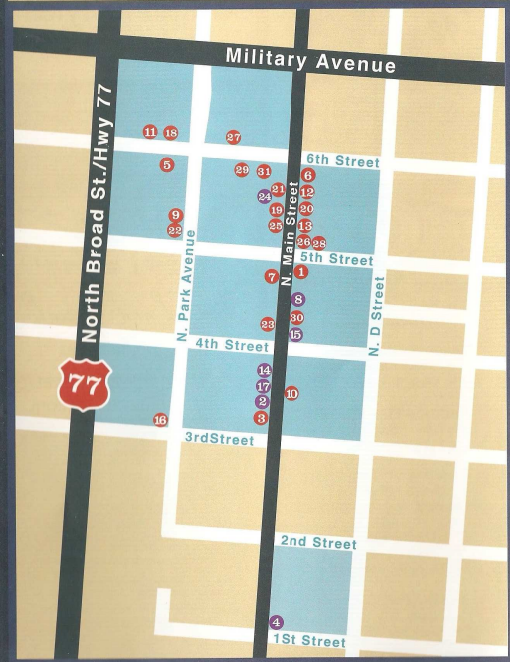 Military Avenue
North Broad St./Hwy 77
11 18
27
6th Street
5
29 31
6
24 21 12
9
19 20
22
25 13
26 28
N. Main Street
N. Park Avenue
5th Street
7 1
8
N. D Street
23 30
15
4th Street
77
14
17
10
2
16
3
3rdStreet
2nd Street
4
1St Street